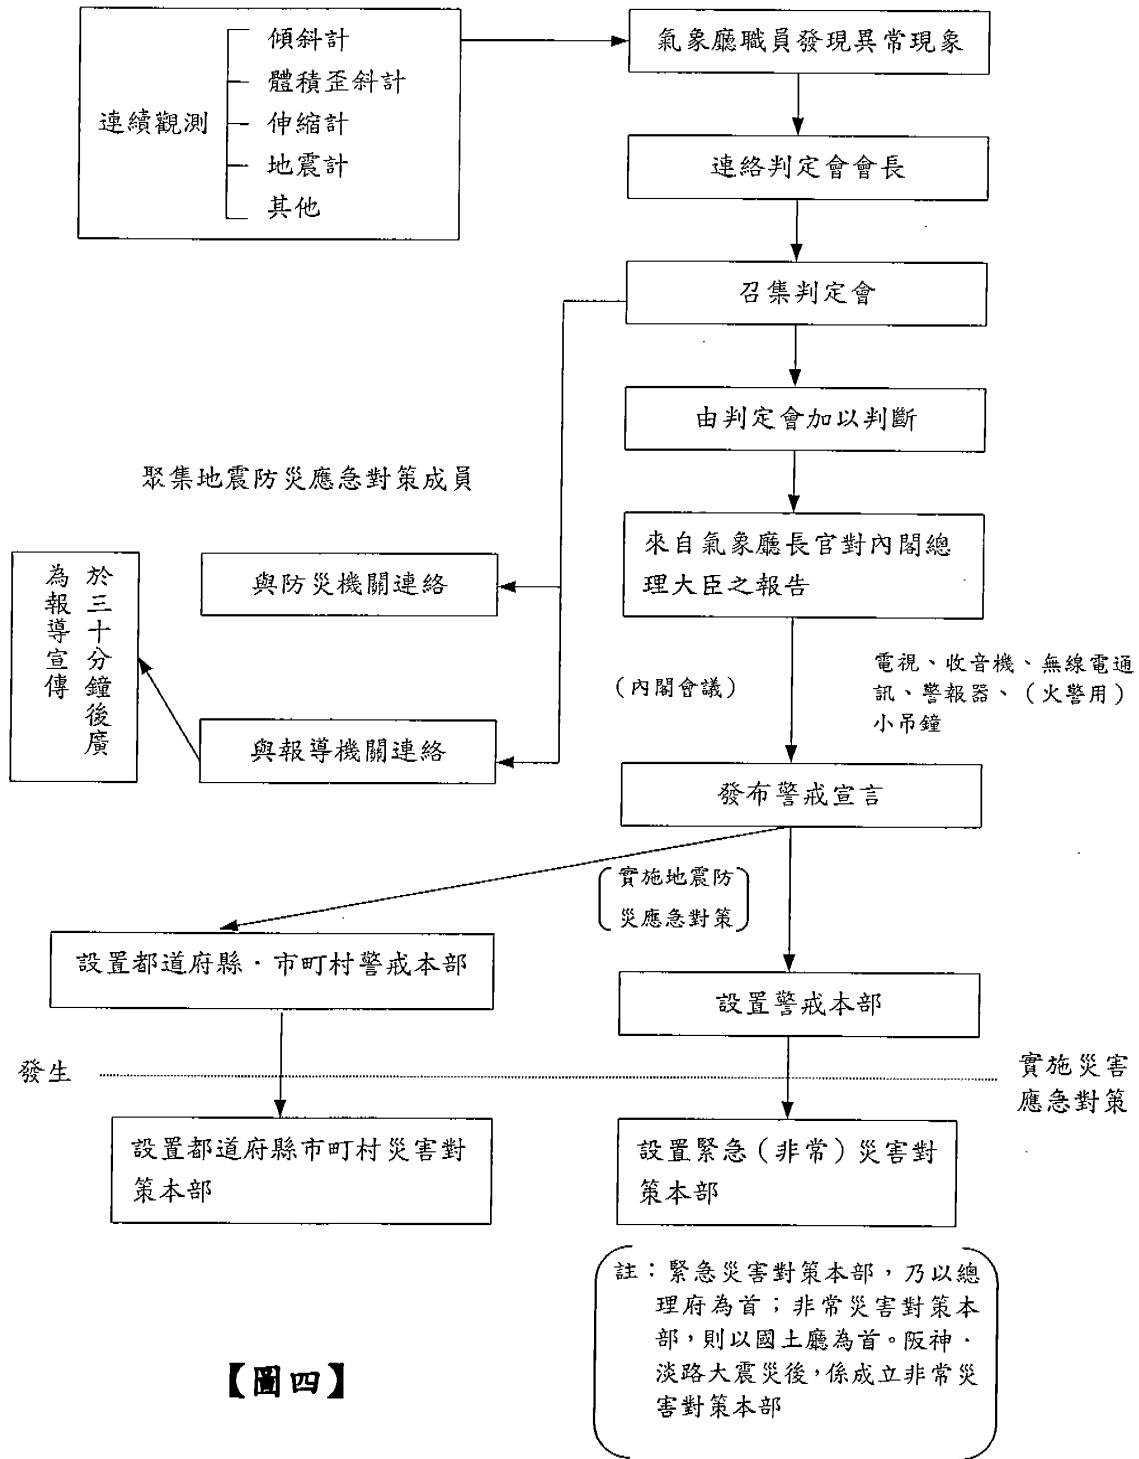 連續觀測
傾斜計
體積歪斜計
伸縮計
地震計
其他
氣象廳職員發現異常現象
連絡判定會會長
召集判定會
由判定會加以判斷
聚集地震防災應急對策成員
來自氣象廳長官對內閣總
理大臣之報告
與防災機關連絡
於三十分鐘後廣
為報導宣傳
與報導機關連絡
(內閣會議)
電視、收音機、無線電通
訊、警報器、(火警用)
小吊鐘
發布警戒宣言
實施地震防
災應急對策
設置都道府縣·市町村警戒本部
設置警戒本部
發生
實施災害
應急對策
設置都道府縣市町村災害對
策本部
設置緊急(非常)災害對
策本部
註：緊急災害對策本部，乃以總
理府為首；非常災害對策本
部，則以國土廳為首。阪神·
淡路大震災後，係成立非常災
害對策本部
【圖四】